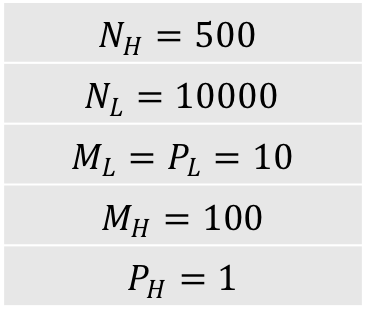 N_H = 500
N_L = 10000
M_L = P_L = 10
M_H = 100
P_H = 1